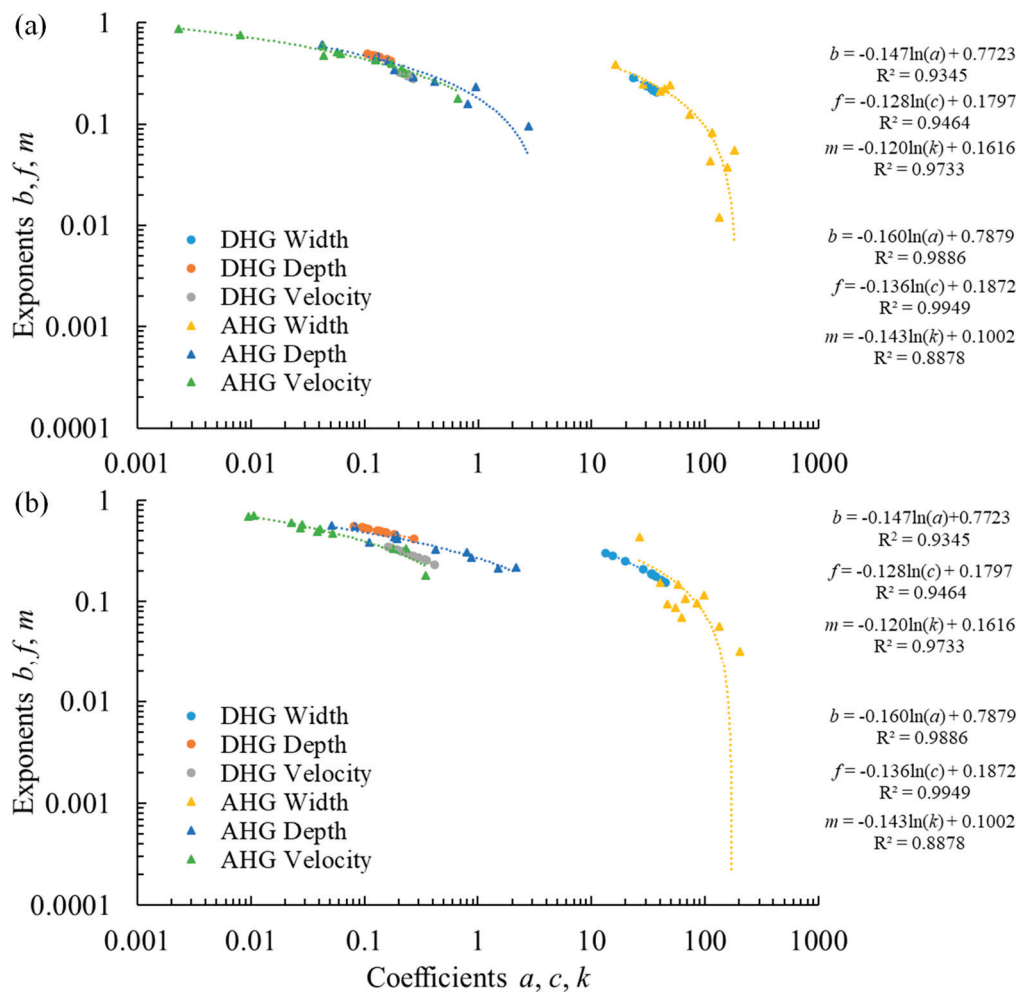 (a)
1
0.1
0.01
0.001
0.0001
Exponents b, f, m
DHG Width
DHG Depth
DHG Velocity
AHG Width
AHG Depth
AHG Velocity
0.001 0.01 0.1 1 10 100 1000
b = -0.147ln(a) + 0.7723
R² = 0.9345
f = -0.128ln(c) + 0.1797
R² = 0.9464
m = -0.120ln(k) + 0.1616
R² = 0.9733
b = -0.160ln(a) + 0.7879
R² = 0.9886
f = -0.136ln(c) + 0.1872
R² = 0.9949
m = -0.143ln(k) + 0.1002
R² = 0.8878
(b)
1
0.1
0.01
0.001
0.0001
Exponents b, f, m
DHG Width
DHG Depth
DHG Velocity
AHG Width
AHG Depth
AHG Velocity
0.001 0.01 0.1 1 10 100 1000
Coefficients a, c, k
b = -0.147ln(a)+0.7723
R² = 0.9345
f = -0.128ln(c) + 0.1797
R² = 0.9464
m = -0.120ln(k) + 0.1616
R² = 0.9733
b = -0.160ln(a) + 0.7879
R² = 0.9886
f = -0.136ln(c) + 0.1872
R² = 0.9949
m = -0.143ln(k) + 0.1002
R² = 0.8878